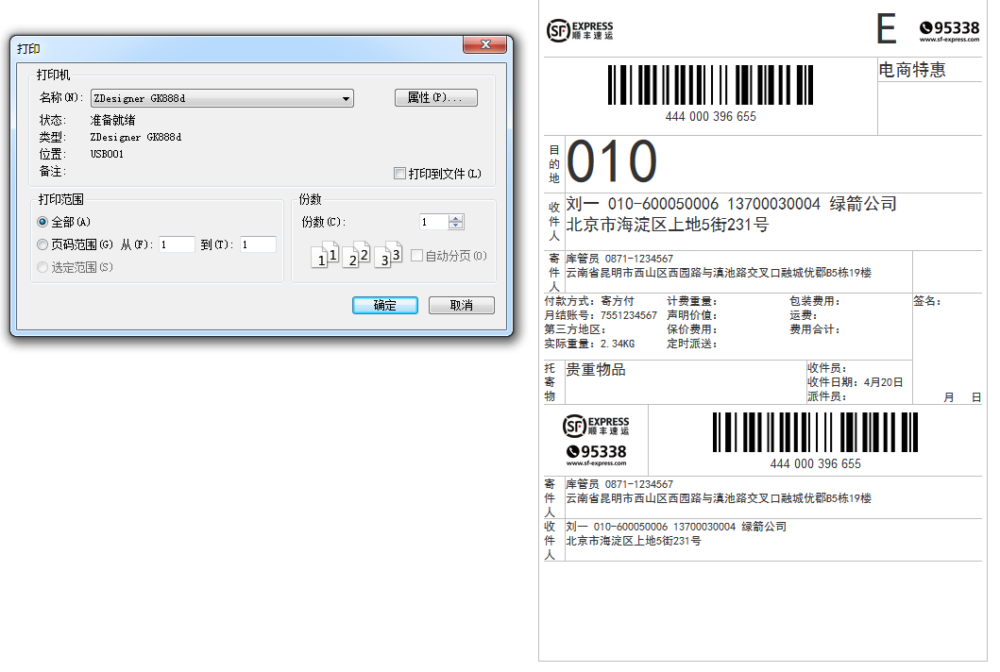 打印
打印机
名称(N): ZDesigner GK888d 属性(P)...
状态: 准备就绪
类型: ZDesigner GK888d
位置: USB001
备注:
打印到文件(L)
打印范围
全部(A)
页码范围(G) 从(F): 1 到(T): 1
选定范围(S)
份数
份数(C): 1
1 1 2 2 3 3 自动分页(O)
确定 取消
SF EXPRESS
顺丰速运
E
95338
www.sf-express.com
444 000 396 655
电商特惠
目的地
010
收件人
刘一 010-600050006 13700030004 绿箭公司
北京市海淀区上地5街231号
寄件人
库管员 0871-1234567
云南省昆明市西山区西园路与滇池路交叉口融城优郡B5栋19楼
付款方式: 寄方付 计费重量: 包装费用: 签名:
月结账号: 7551234567 声明价值: 运费:
第三方地区: 保价费用: 费用合计:
实际重量: 2.34KG 定时派送:
托寄物
贵重物品
收件员:
收件日期: 4月20日
派件员:
月 日
SF EXPRESS
顺丰速运
95338
www.sf-express.com
444 000 396 655
寄件人
库管员 0871-1234567
云南省昆明市西山区西园路与滇池路交叉口融城优郡B5栋19楼
收件人
刘一 010-600050006 13700030004 绿箭公司
北京市海淀区上地5街231号